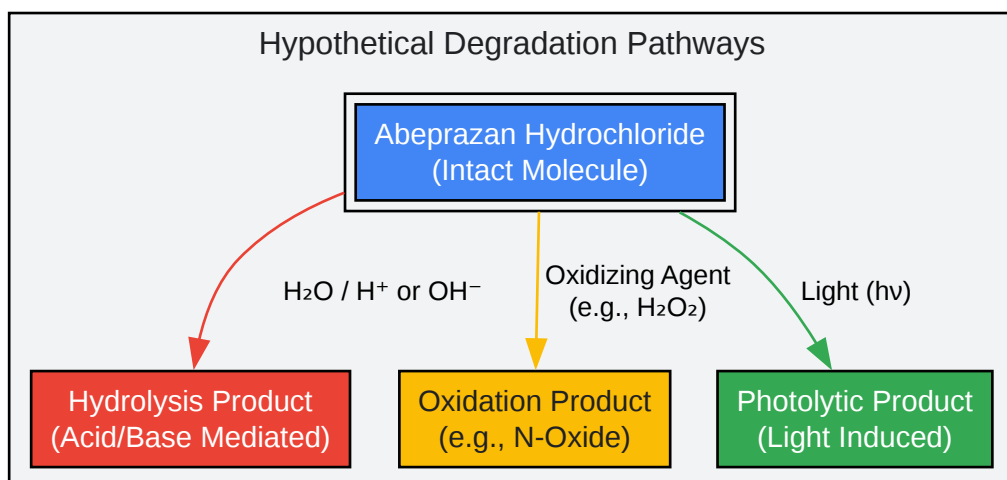 Hypothetical Degradation Pathways
Abeprazan Hydrochloride
(Intact Molecule)
H₂O / H⁺ or OH⁻
Oxidizing Agent
(e.g., H₂O₂)
Light (hν)
Hydrolysis Product
(Acid/Base Mediated)
Oxidation Product
(e.g., N-Oxide)
Photolytic Product
(Light Induced)